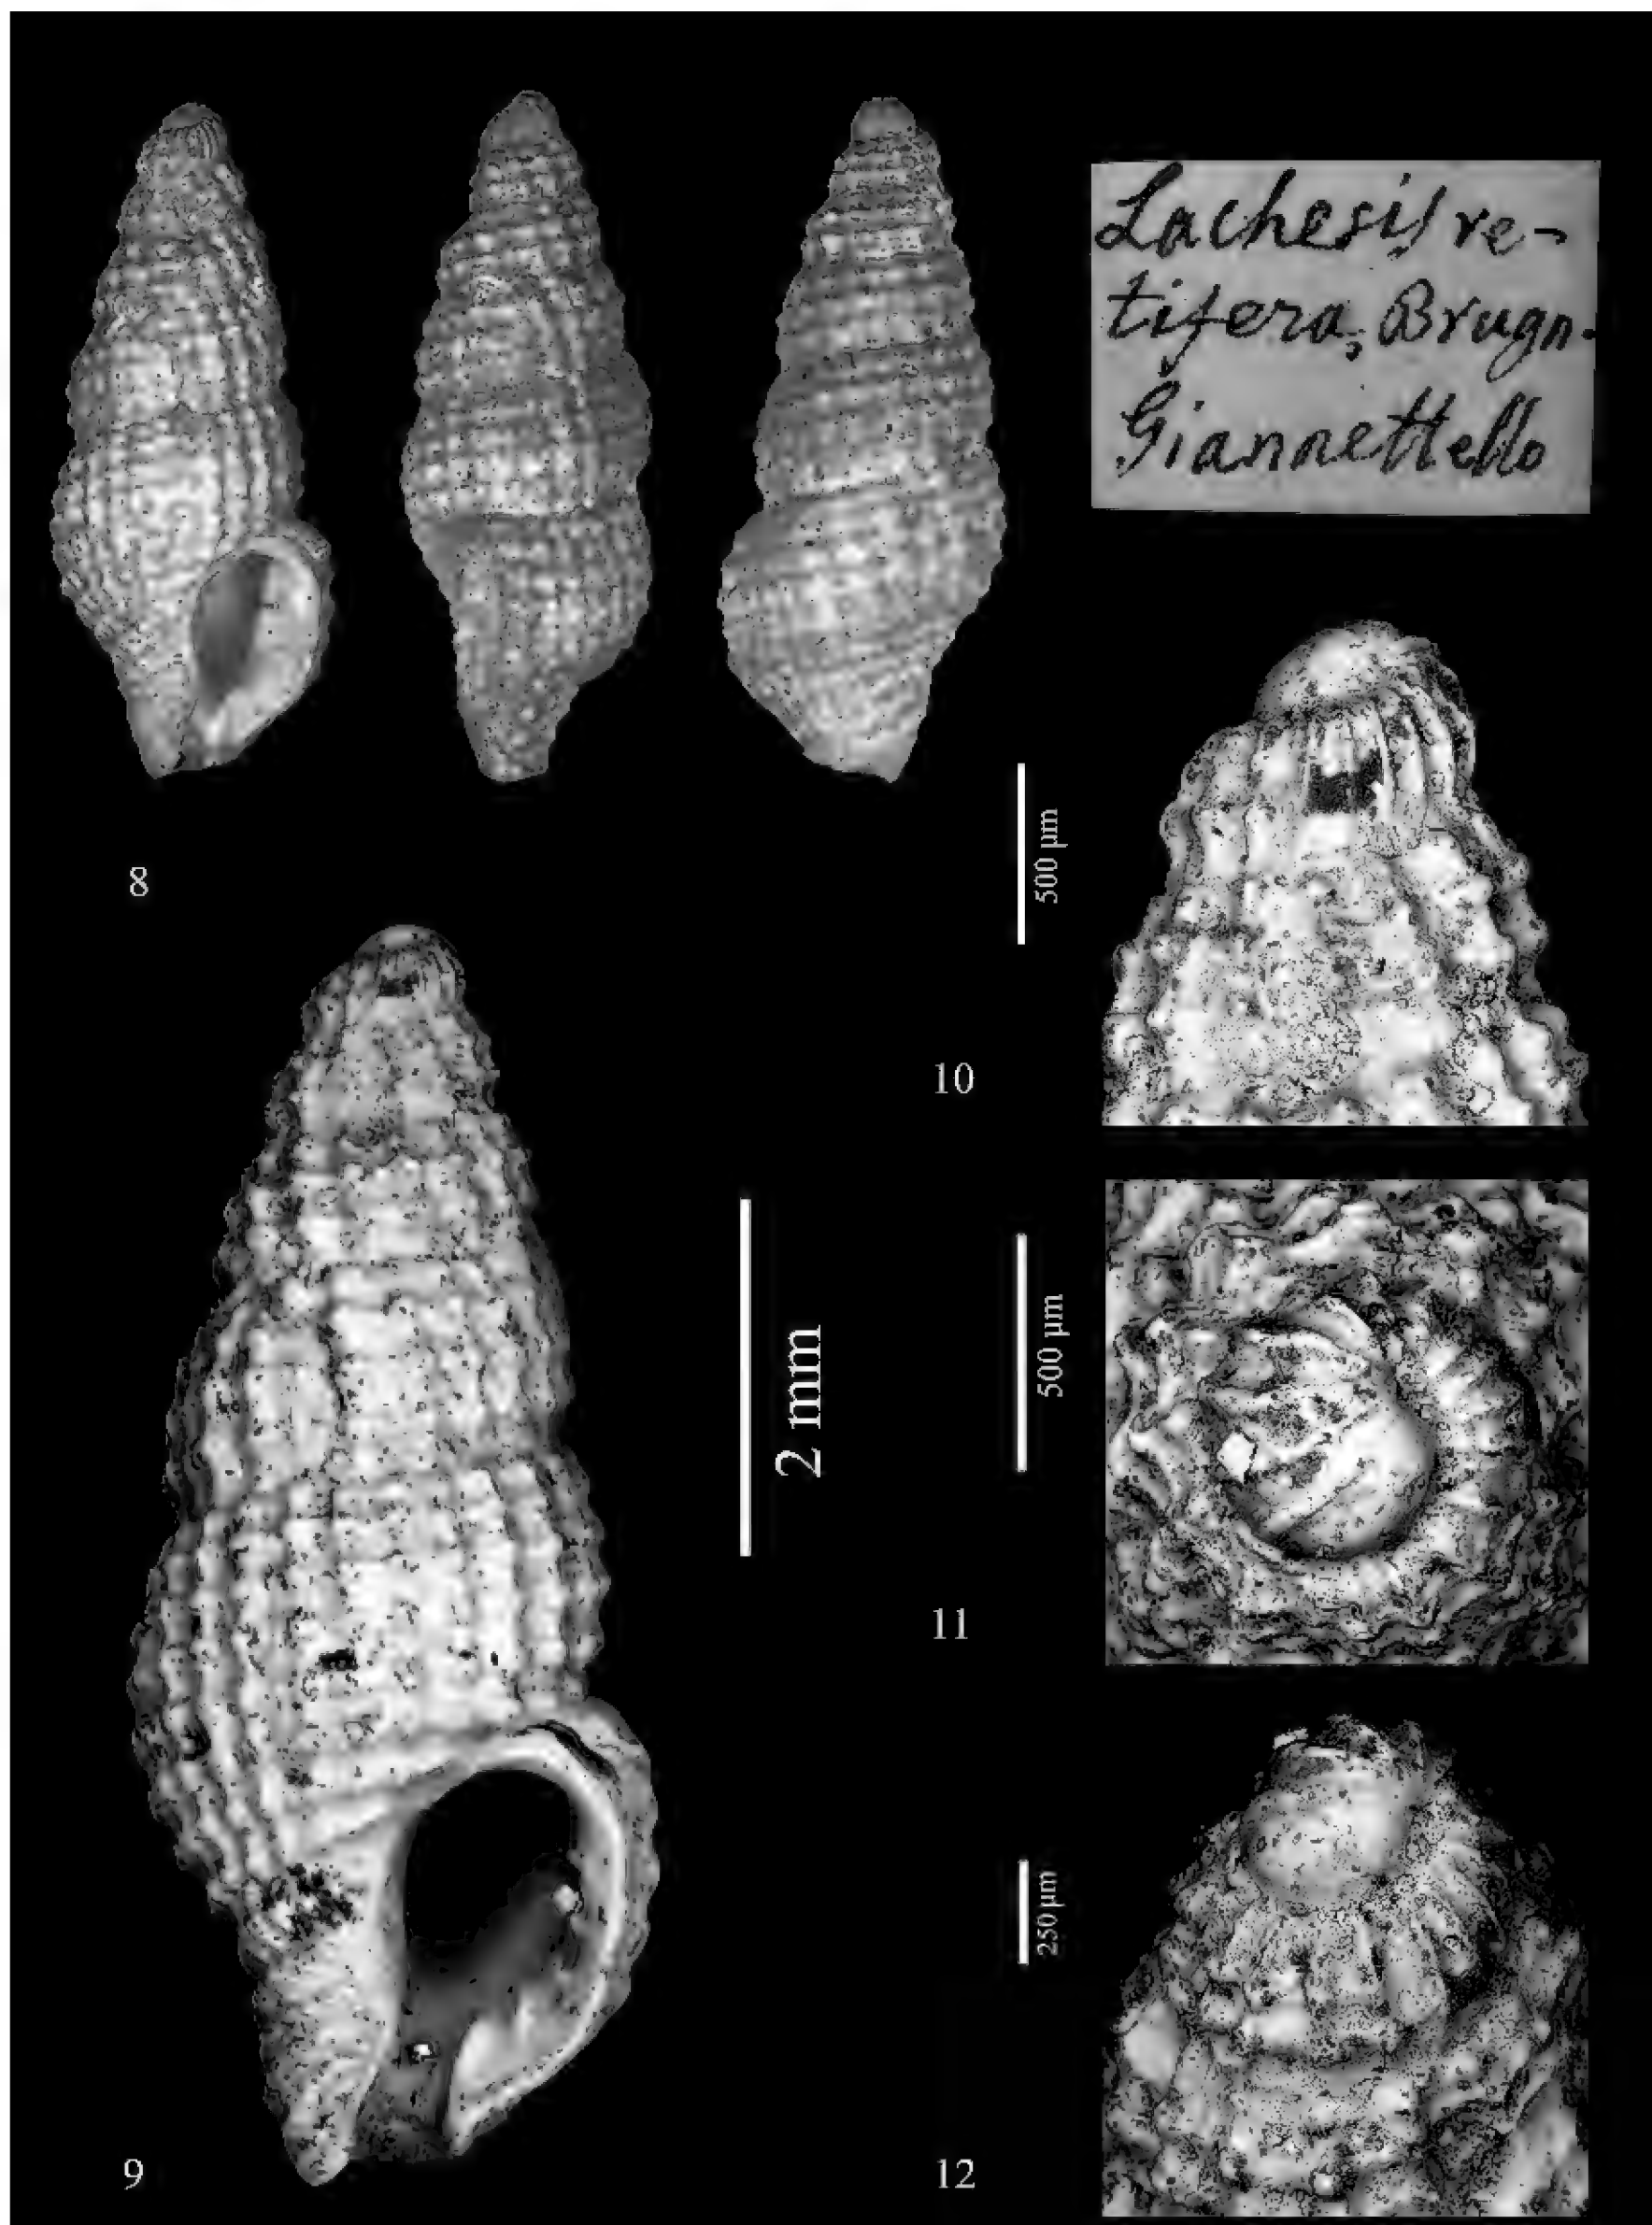 Lachesis re-
tifera, Brugn.
Giannettello
8
500 µm
10
2 mm
500 µm
11
250 µm
9
12